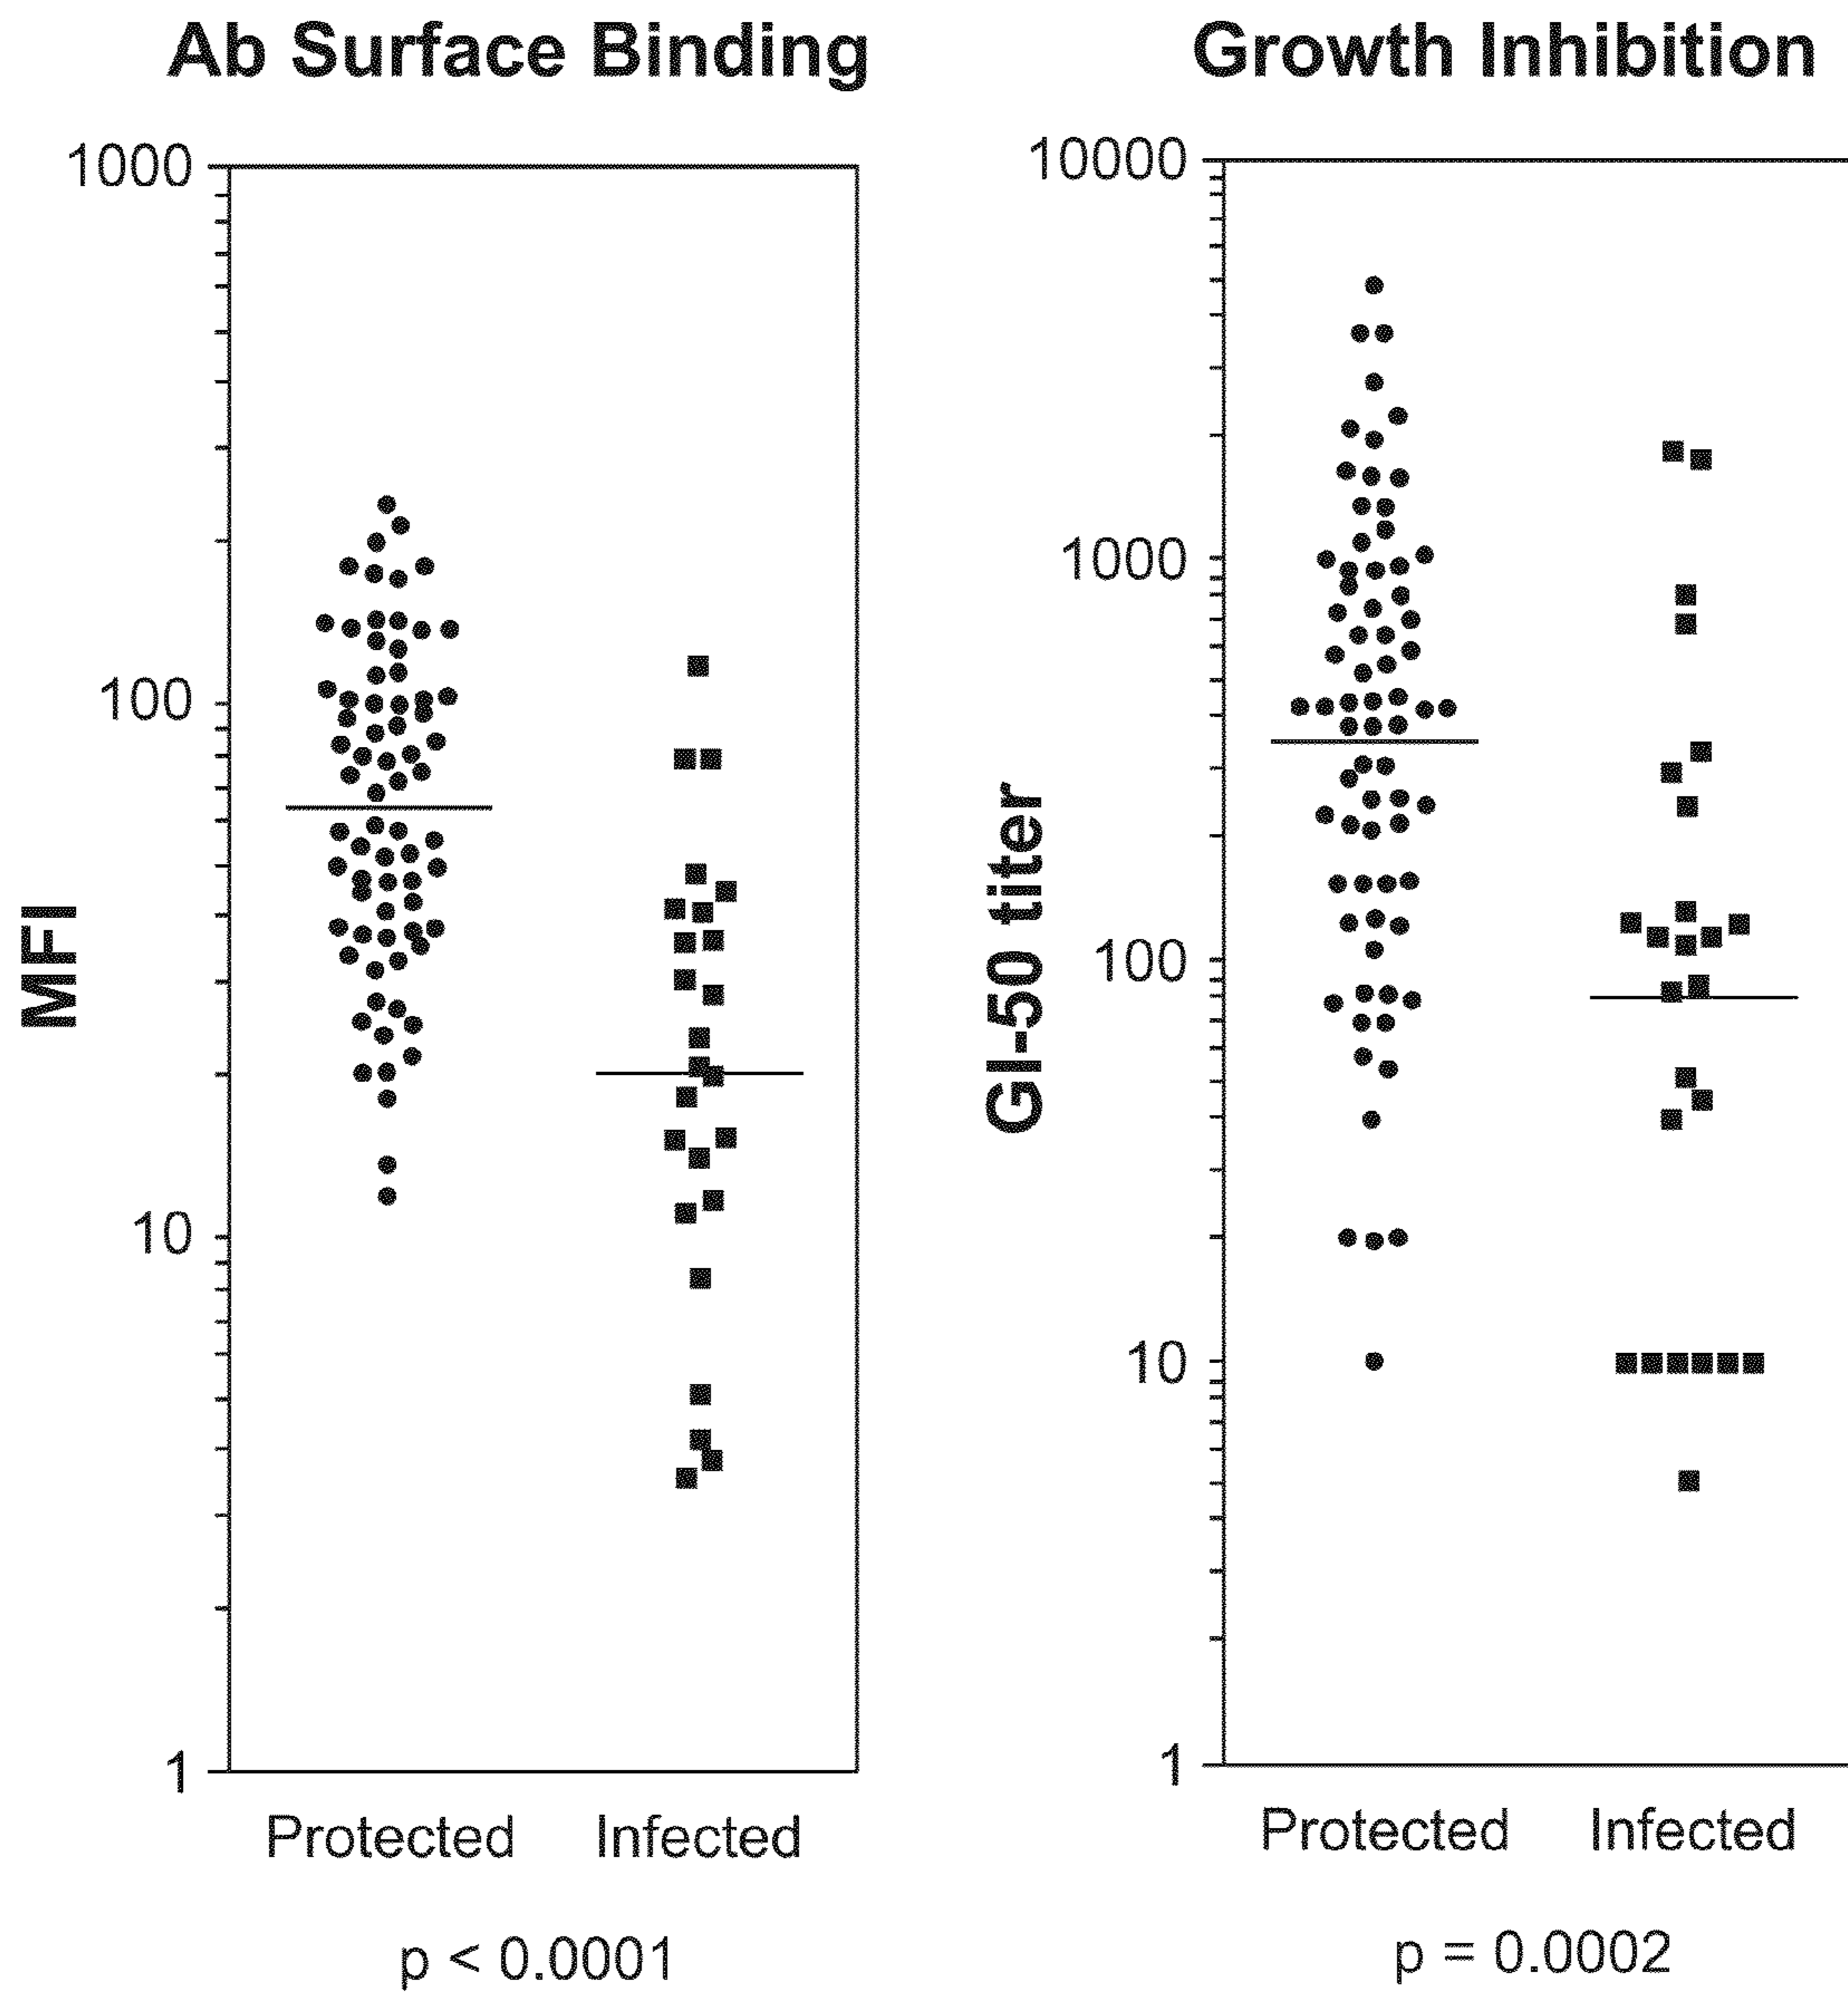 Ab Surface Binding
1000
100
10
1
MFI
Protected
Infected
p < 0.0001
Growth Inhibition
10000
1000
100
10
1
GI-50 titer
Protected
Infected
p = 0.0002